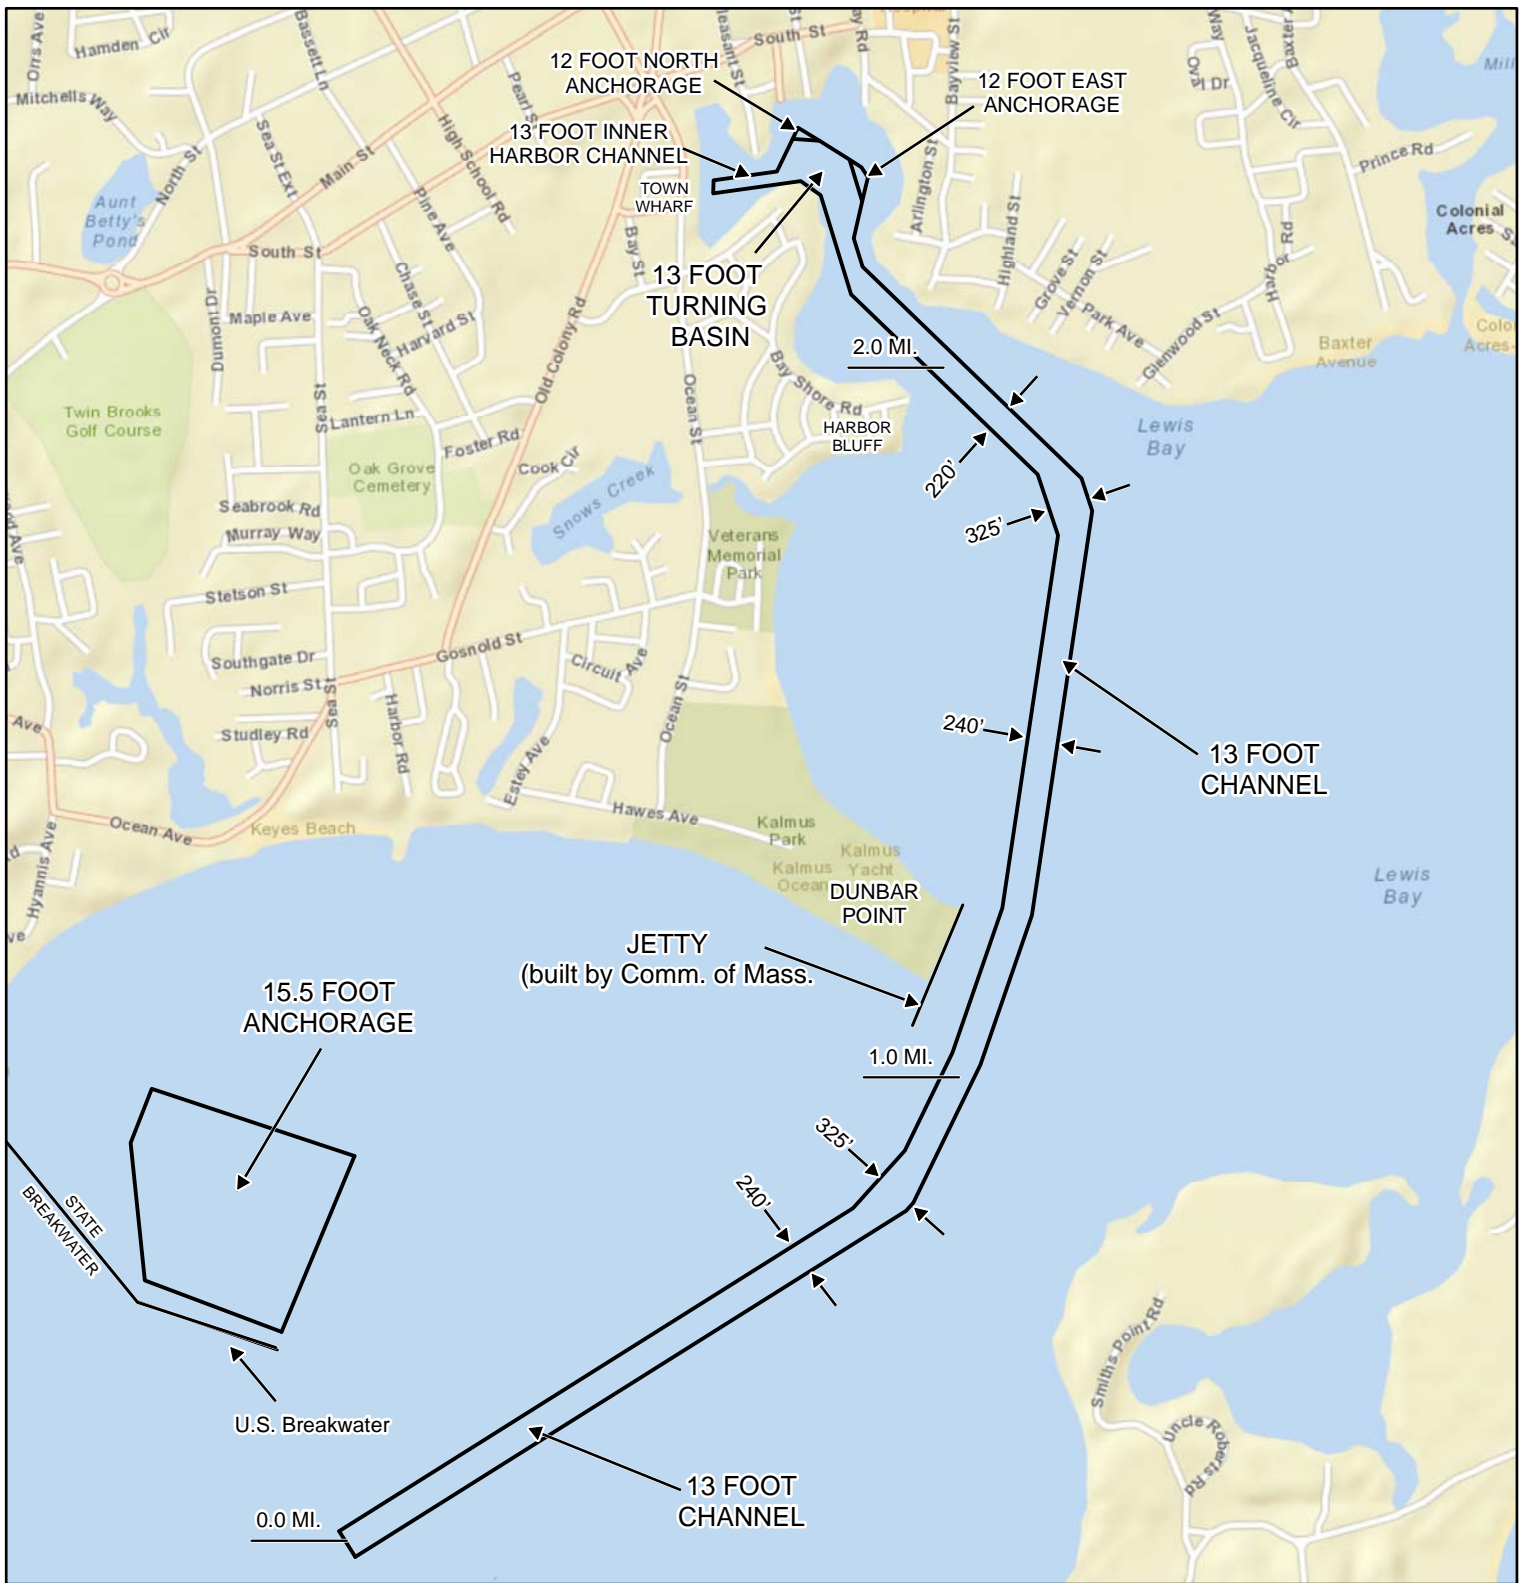 Orrs Ave
Hamden Cir
Bassett Ln
Pleasant St
South St
Bayview St
Way
Jacqueline Cir
Baxter
Oval Dr
Mill
12 FOOT NORTH
ANCHORAGE
12 FOOT EAST
ANCHORAGE
Mitchells Way
Pearl S
13 FOOT INNER
HARBOR CHANNEL
High School Rd
Sea St Ext
Main St
North St
Prince Rd
TOWN
WHARF
Arlington St
Highland St
Aunt
Betty's
Pond
Pine Ave
Bay St
Colonial
Acres
South St
Grove St
Vernon St
Harbor Rd
13 FOOT
TURNING
BASIN
Dumont Dr
Chase St
Maple Ave
Oak Neck Rd
Harvard St
Old Colony Rd
Park Ave
Glenwood St
Baxter
Avenue
Colo
Acres-
2.0 MI.
Bay Shore Rd
Ocean St
Twin Brooks
Golf Course
Sea St
Lantern Ln
Foster Rd
HARBOR
BLUFF
Lewis
Bay
Oak Grove
Cemetery
Cook Cir
Snows Creek
220'
325'
Seabrook Rd
Murray Way
Veterans
Memorial
Park
Stetson St
Gosnold St
Southgate Dr
Norris St
Circuit Ave
Sea St
Harbor Rd
Ocean St
Ave
Studley Rd
240'
13 FOOT
CHANNEL
Estey Ave
Hawes Ave
Ocean Ave
Keyes Beach
Kalmus
Park
Kalmus
Yacht
Kalmus
Ocean
DUNBAR
POINT
Hyannis Ave
Lewis
Bay
JETTY
(built by Comm. of Mass.
15.5 FOOT
ANCHORAGE
1.0 MI.
325'
240'
STATE
BREAKWATER
U.S. Breakwater
Smiths Point Rd
Uncle Roberts Rd
13 FOOT
CHANNEL
0.0 MI.